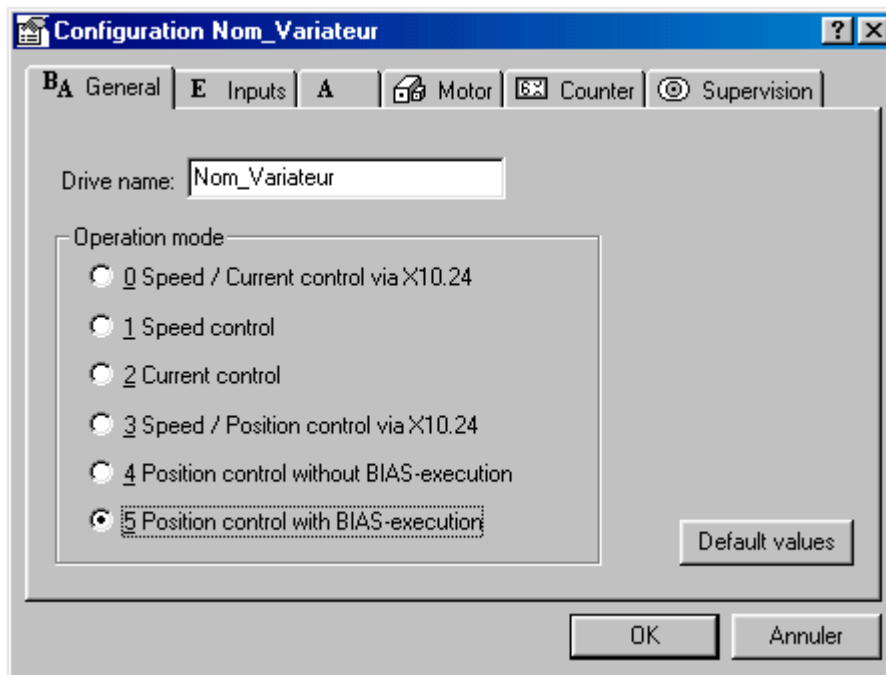 Configuration Nom_Variateur
BA General E Inputs A Motor Counter Supervision
Drive name: Nom_Variateur
Operation mode
0 Speed / Current control via X10.24
1 Speed control
2 Current control
3 Speed / Position control via X10.24
4 Position control without BIAS-execution
5 Position control with BIAS-execution
Default values
OK Annuler